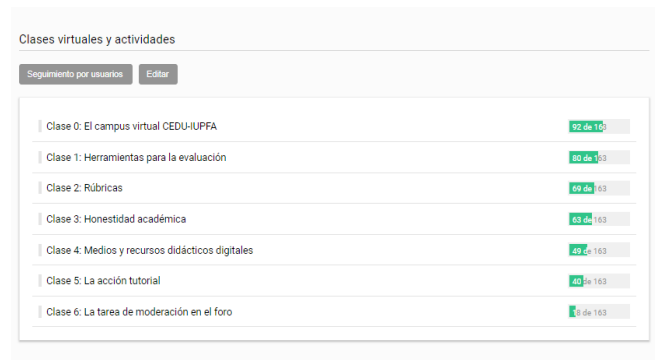 Clases virtuales y actividades
Seguimiento por usuarios Editar
Clase 0: El campus virtual CEDU-IUPFA 92 de 163
Clase 1: Herramientas para la evaluación 80 de 163
Clase 2: Rúbricas 69 de 163
Clase 3: Honestidad académica 63 de 163
Clase 4: Medios y recursos didácticos digitales 49 de 163
Clase 5: La acción tutorial 40 de 163
Clase 6: La tarea de moderación en el foro 18 de 163